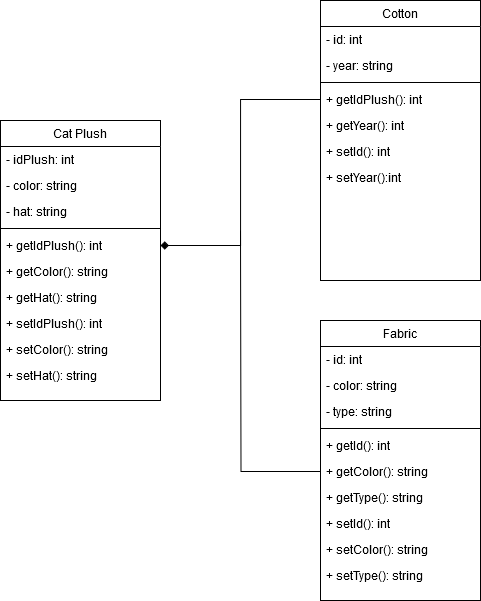 Cat Plush
- idPlush: int
- color: string
- hat: string
+ getIdPlush(): int
+ getColor(): string
+ getHat(): string
+ setIdPlush(): int
+ setColor(): string
+ setHat(): string
Cotton
- id: int
- year: string
+ getIdPlush(): int
+ getYear(): int
+ setId(): int
+ setYear():int
Fabric
- id: int
- color: string
- type: string
+ getId(): int
+ getColor(): string
+ getType(): string
+ setId(): int
+ setColor(): string
+ setType(): string